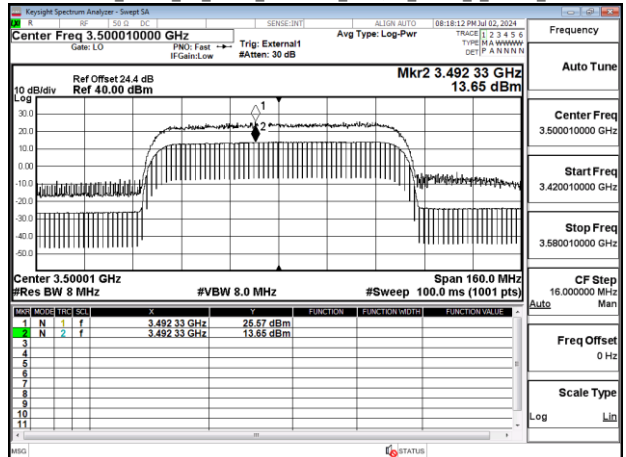 Keysight Spectrum Analyzer - Swept SA
R RF 50 Ω DC SENSE:INT ALIGN AUTO 08:18:12 PM Jul 02, 2024
Center Freq 3.500010000 GHz Avg Type: Log-Pwr TRACE 1 2 3 4 5 6
Gate: LO PNO: Fast Trig: External1 TYPE M A W W W W
IFGain:Low #Atten: 30 dB DET P A N N N N
Mkr2 3.492 33 GHz
Ref Offset 24.4 dB
10 dB/div Ref 40.00 dBm 13.65 dBm
Log
30.0
20.0
10.0
0.00
-10.0
-20.0
-30.0
-40.0
-50.0
1
2
Center 3.50001 GHz Span 160.0 MHz
#Res BW 8 MHz #VBW 8.0 MHz #Sweep 100.0 ms (1001 pts)
MKR MODE TRC SCL X Y FUNCTION FUNCTION WIDTH FUNCTION VALUE
1 N 1 f 3.492 33 GHz 25.57 dBm
2 N 2 f 3.492 33 GHz 13.65 dBm
3
4
5
6
7
8
9
10
11
MSG STATUS
Frequency
Auto Tune
Center Freq
3.500010000 GHz
Start Freq
3.420010000 GHz
Stop Freq
3.580010000 GHz
CF Step
16.000000 MHz
Auto Man
Freq Offset
0 Hz
Scale Type
Log Lin